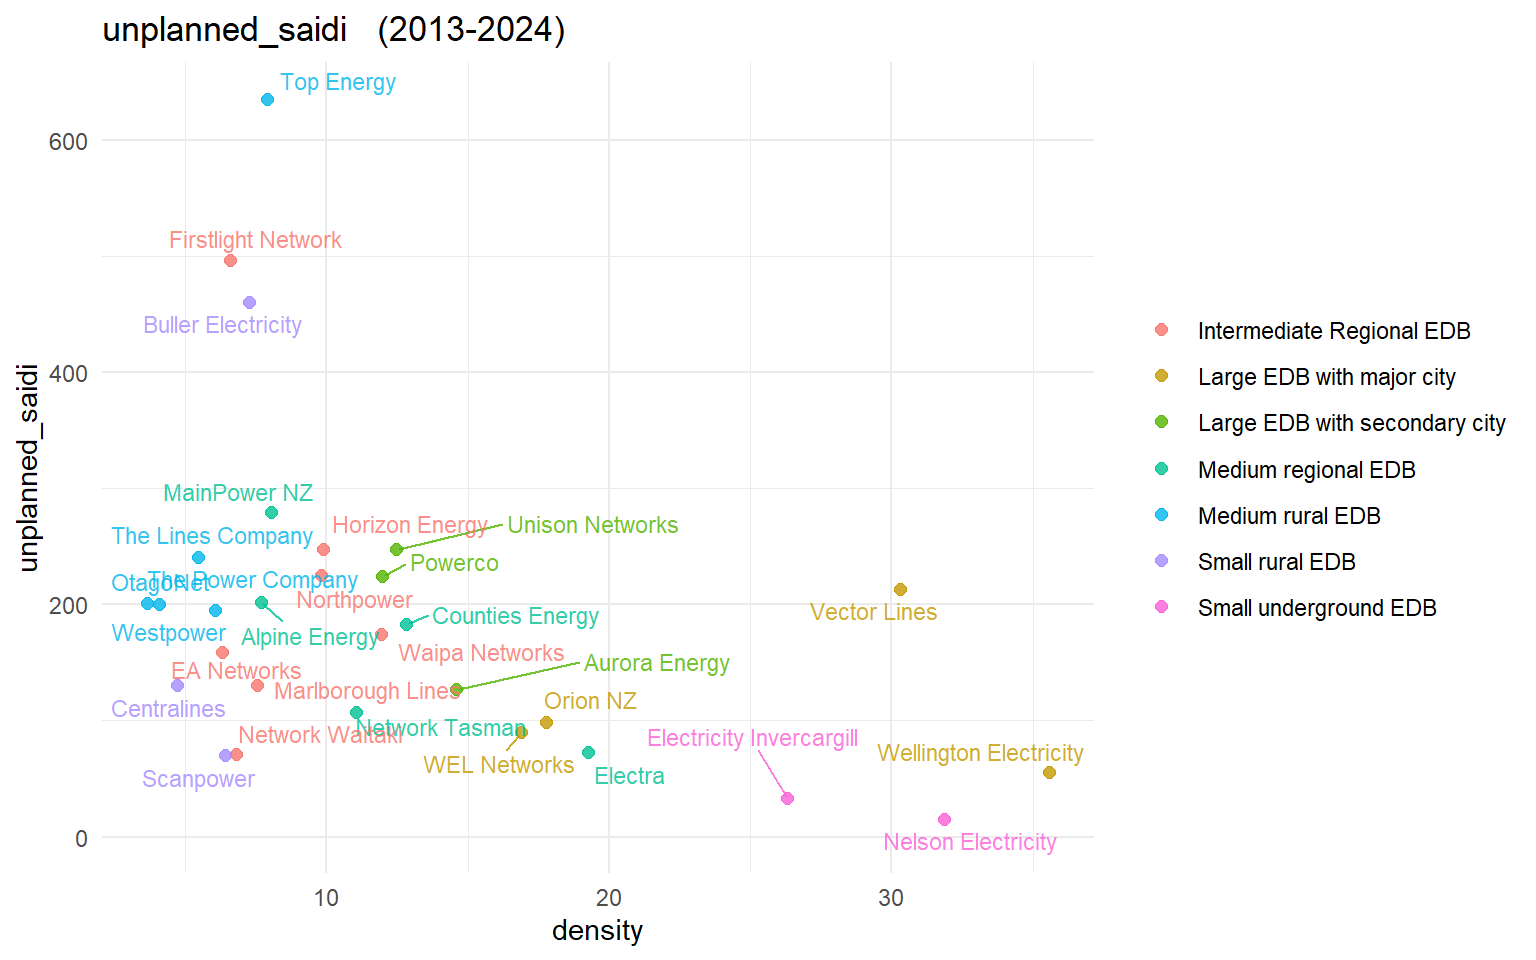 unplanned_saidi (2013-2024)
Top Energy
600
Firstlight Network
Buller Electricity
400
unplanned_saidi
MainPower NZ
Horizon Energy
Unison Networks
The Lines Company
Powerco
OtagoNet
The Power Company
200
Northpower
Counties Energy
Vector Lines
Westpower
Alpine Energy
Waipa Networks
Aurora Energy
EA Networks
Marlborough Lines
Orion NZ
Centralines
Network Tasman
Network Waitaki
Electricity Invercargill
Wellington Electricity
WEL Networks
Scanpower
Electra
0
Nelson Electricity
10
20
30
density
Intermediate Regional EDB
Large EDB with major city
Large EDB with secondary city
Medium regional EDB
Medium rural EDB
Small rural EDB
Small underground EDB